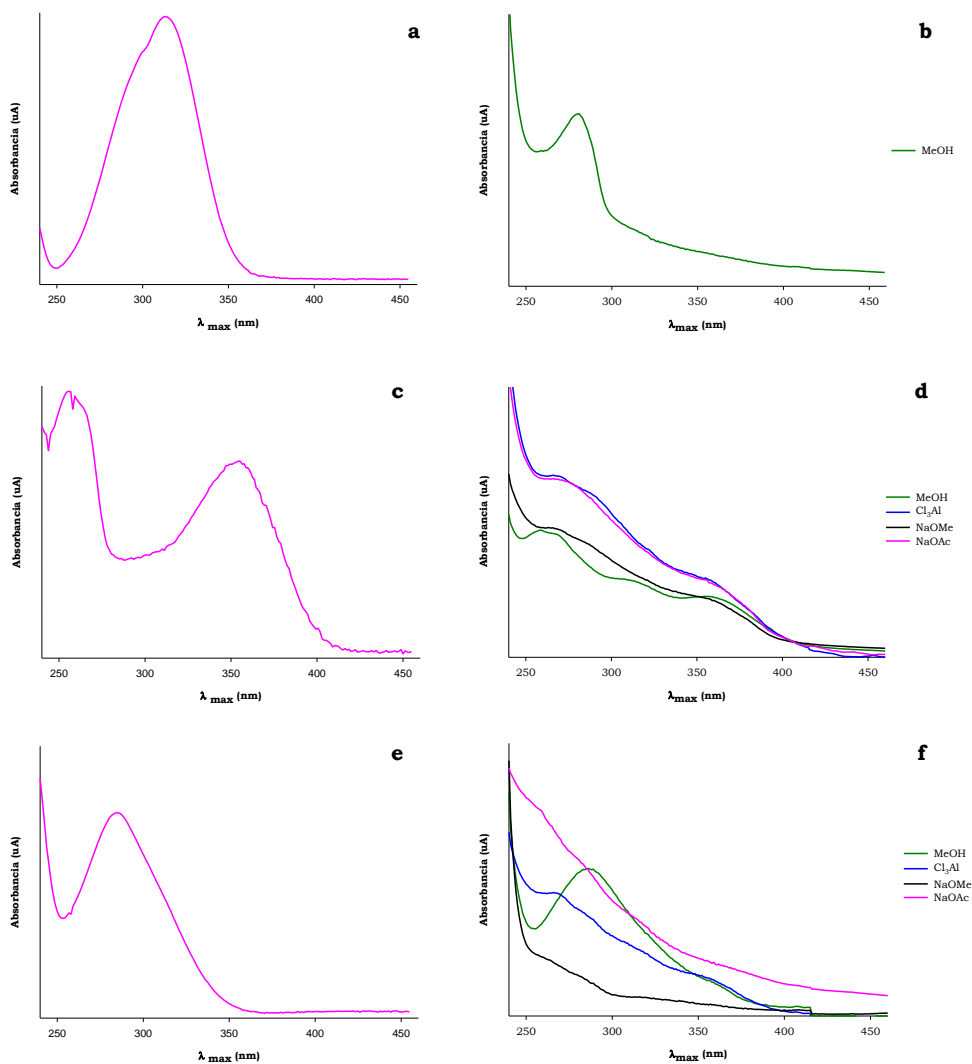 a
Absorbancia (uA)
250 300 350 400 450
λ max (nm)
b
Absorbancia (uA)
MeOH
250 300 350 400 450
λmax (nm)
c
Absorbancia (uA)
250 300 350 400 450
λ max (nm)
d
Absorbancia (uA)
MeOH
Cl₃Al
NaOMe
NaOAc
250 300 350 400 450
λmax (nm)
e
Absorbancia (uA)
250 300 350 400 450
λ max (nm)
f
Absorbancia (uA)
MeOH
Cl₃Al
NaOMe
NaOAc
250 300 350 400 450
λmax (nm)